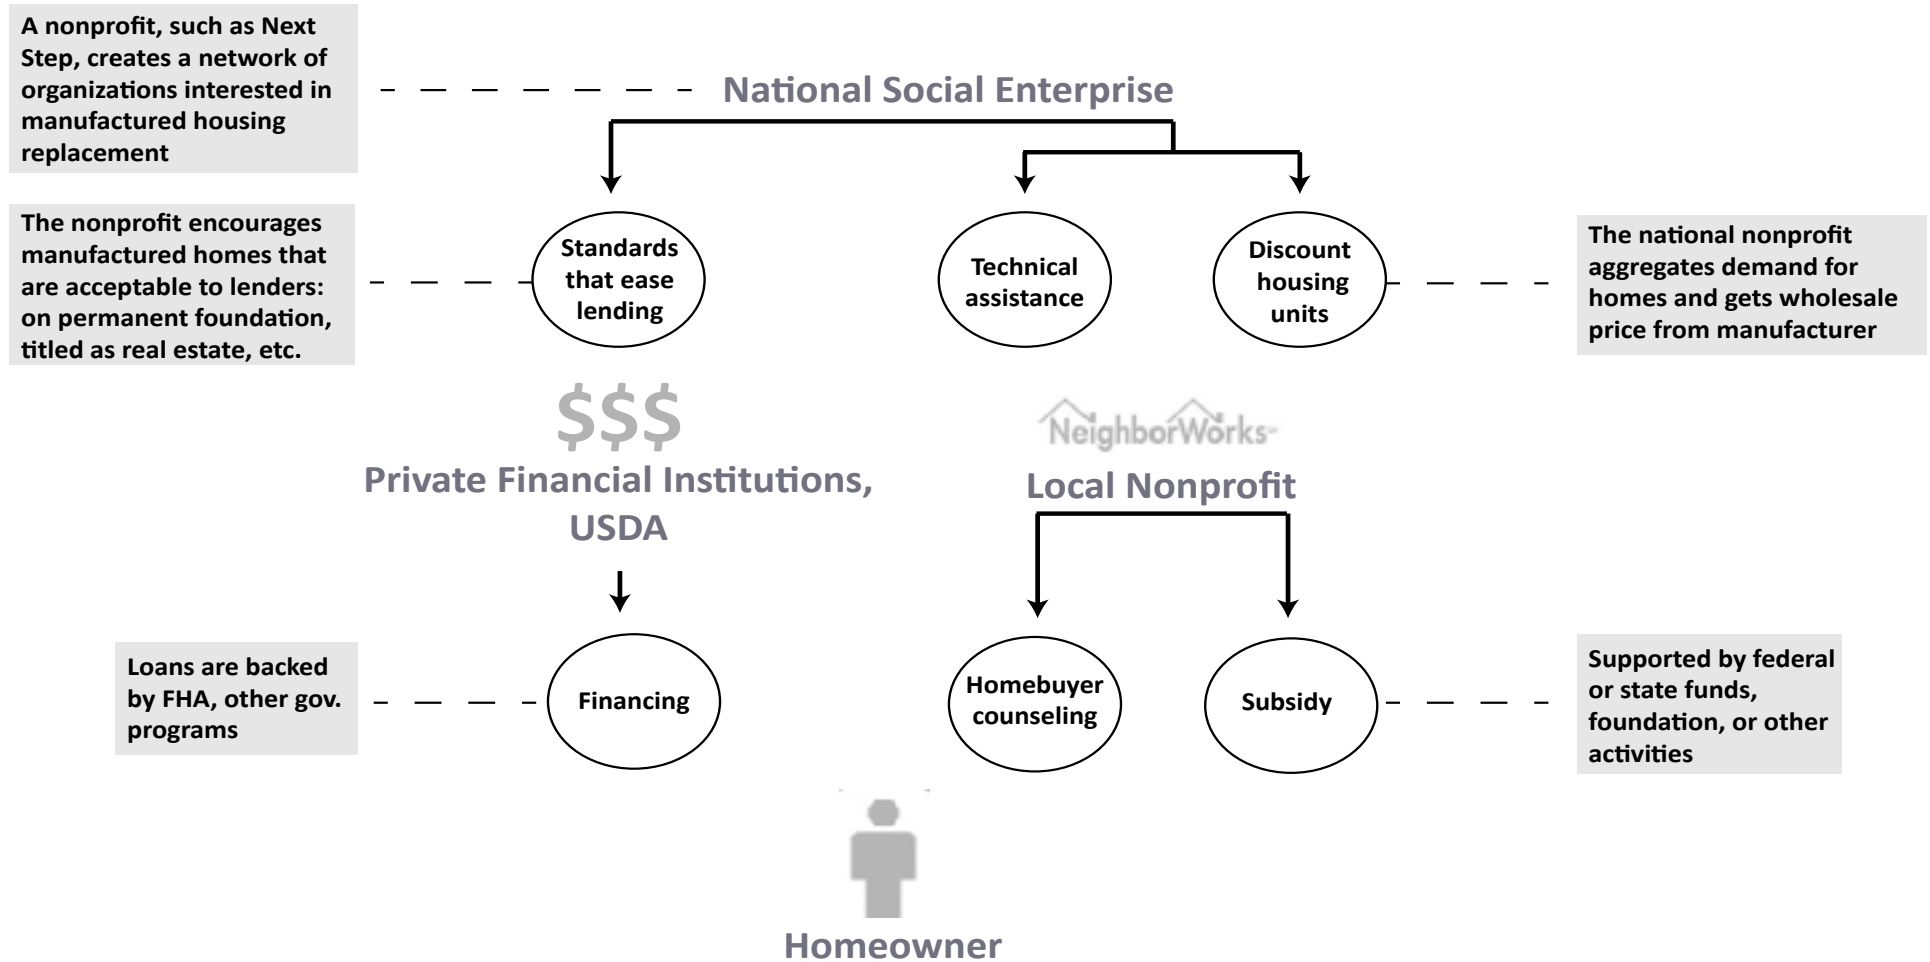 A nonprofit, such as Next
Step, creates a network of
organizations interested in
manufactured housing
replacement
National Social Enterprise
The nonprofit encourages
manufactured homes that
are acceptable to lenders:
on permanent foundation,
titled as real estate, etc.
Standards
that ease
lending
Technical
assistance
Discount
housing
units
The national nonprofit
aggregates demand for
homes and gets wholesale
price from manufacturer
$$$
Private Financial Institutions,
USDA
NeighborWorks
Local Nonprofit
Loans are backed
by FHA, other gov.
programs
Financing
Homebuyer
counseling
Subsidy
Supported by federal
or state funds,
foundation, or other
activities
Homeowner